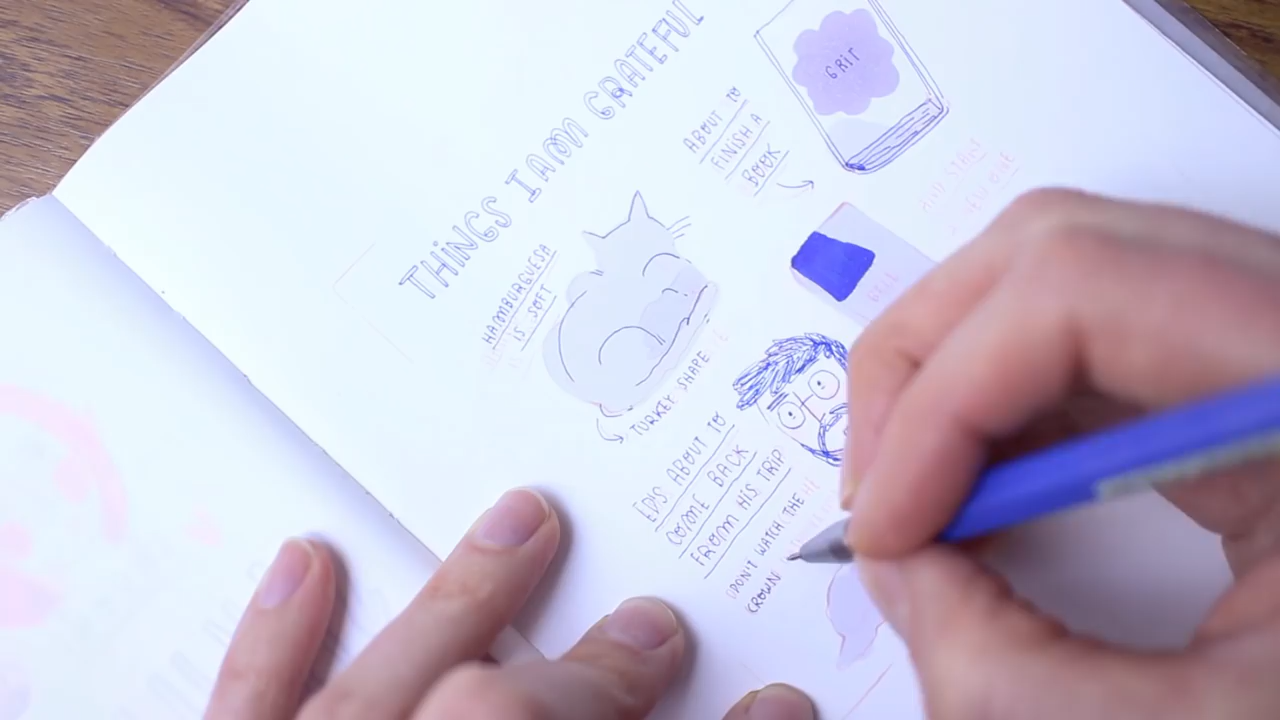 THINGS I AM GRATEFUL
GRIT
ABOUT TO
FINISH A
BOOK
HAMBURGUESA
IS SOFT
TURKEY SHAPE
EDI'S ABOUT TO
COME BACK
FROM HIS TRIP
(DON'T WATCH THE
CROWN